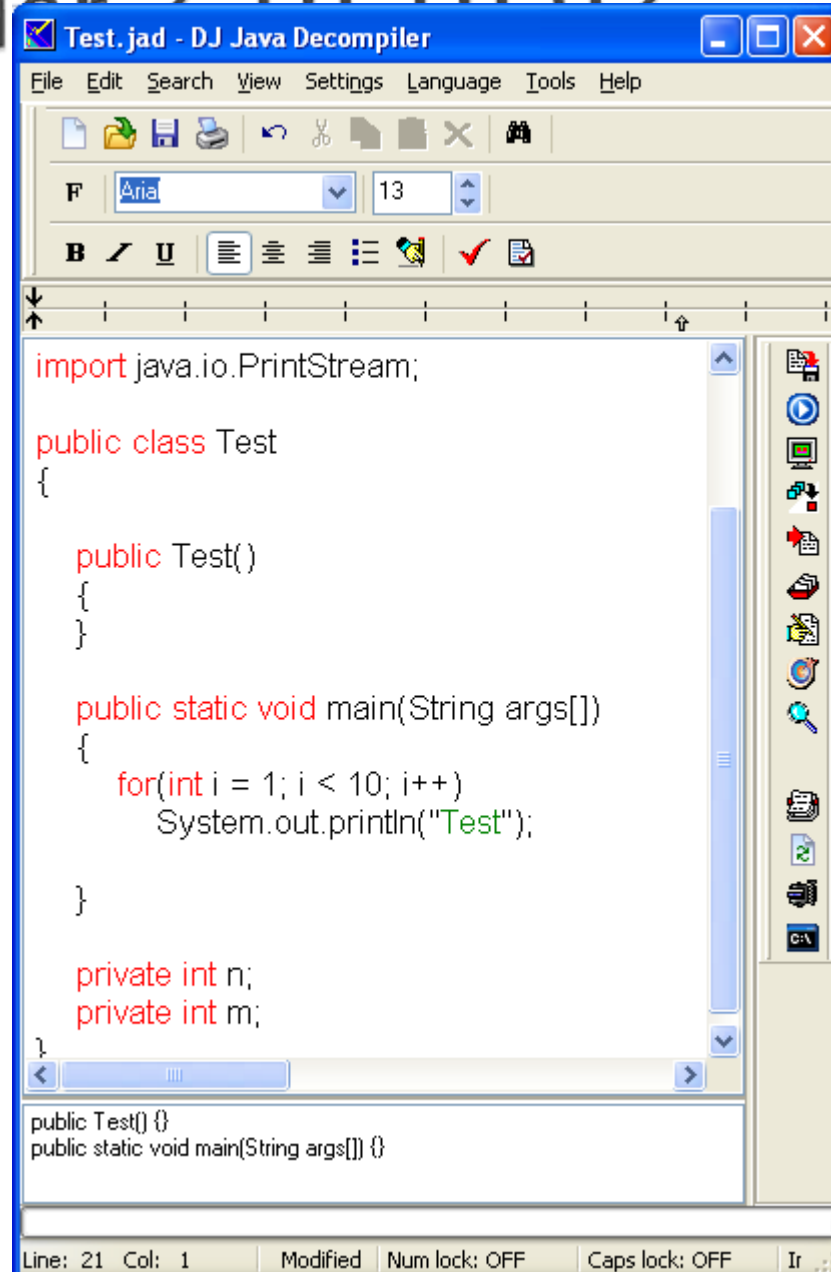 Test.jad - DJ Java Decompiler
File Edit Search View Settings Language Tools Help
F Arial 13
B I U
import java.io.PrintStream;
public class Test
{
public Test()
{
}
public static void main(String args[])
{
for(int i = 1; i < 10; i++)
System.out.println("Test");
}
private int n;
private int m;
}
public Test() {}
public static void main(String args[]) {}
Line: 21 Col: 1 Modified Num lock: OFF Caps lock: OFF
C:\